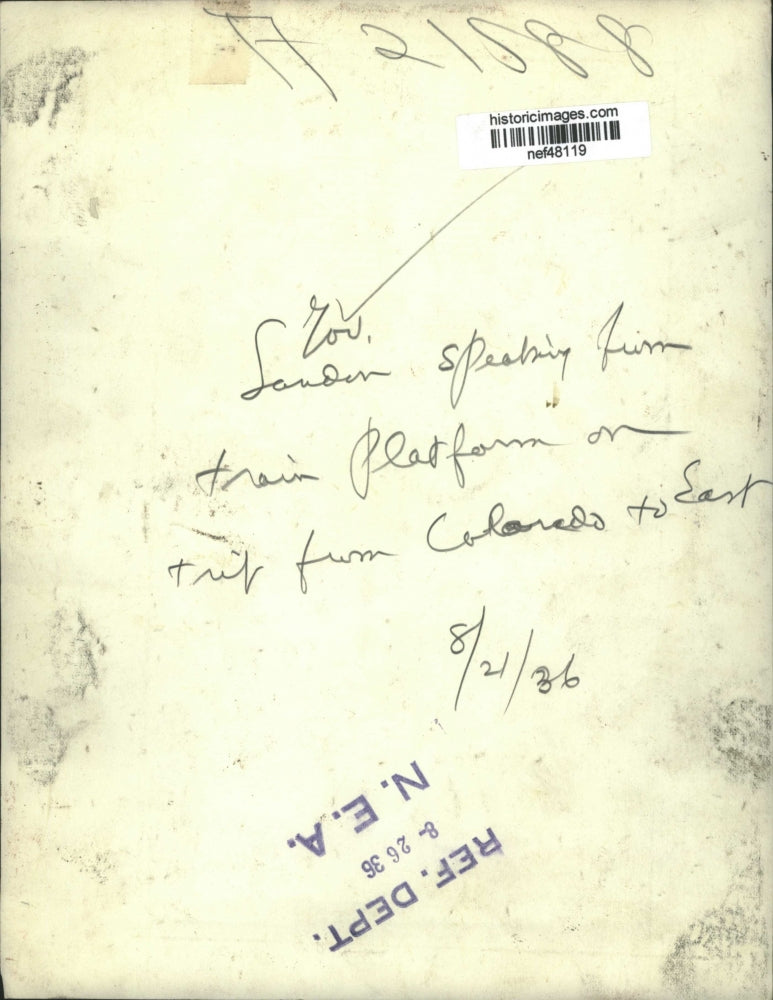 A 21088
historicimages.com
nef48119
Gov.
Landon speaking from
train platform on
trip from Colorado to East
8/21/36
N. E. A.
8-26 36
REF. DEPT.